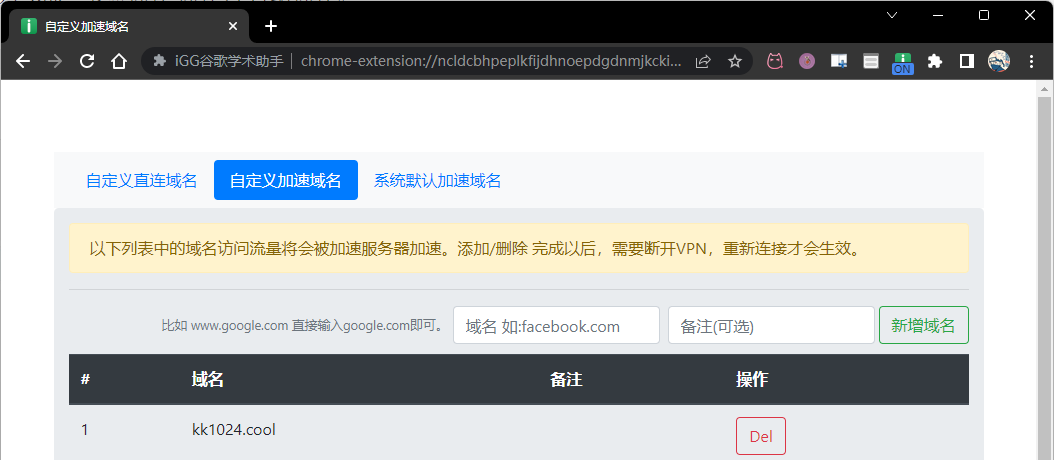 自定义加速域名
iGG谷歌学术助手 | chrome-extension://ncldcbhpeplkfijdhnoepdgdnmjkcki...
ON
自定义直连域名 自定义加速域名 系统默认加速域名
以下列表中的域名访问流量将会被加速服务器加速。添加/删除 完成以后，需要断开VPN，重新连接才会生效。
比如 www.google.com 直接输入google.com即可。 域名 如:facebook.com 备注(可选) 新增域名
# 域名 备注 操作
1 kk1024.cool Del